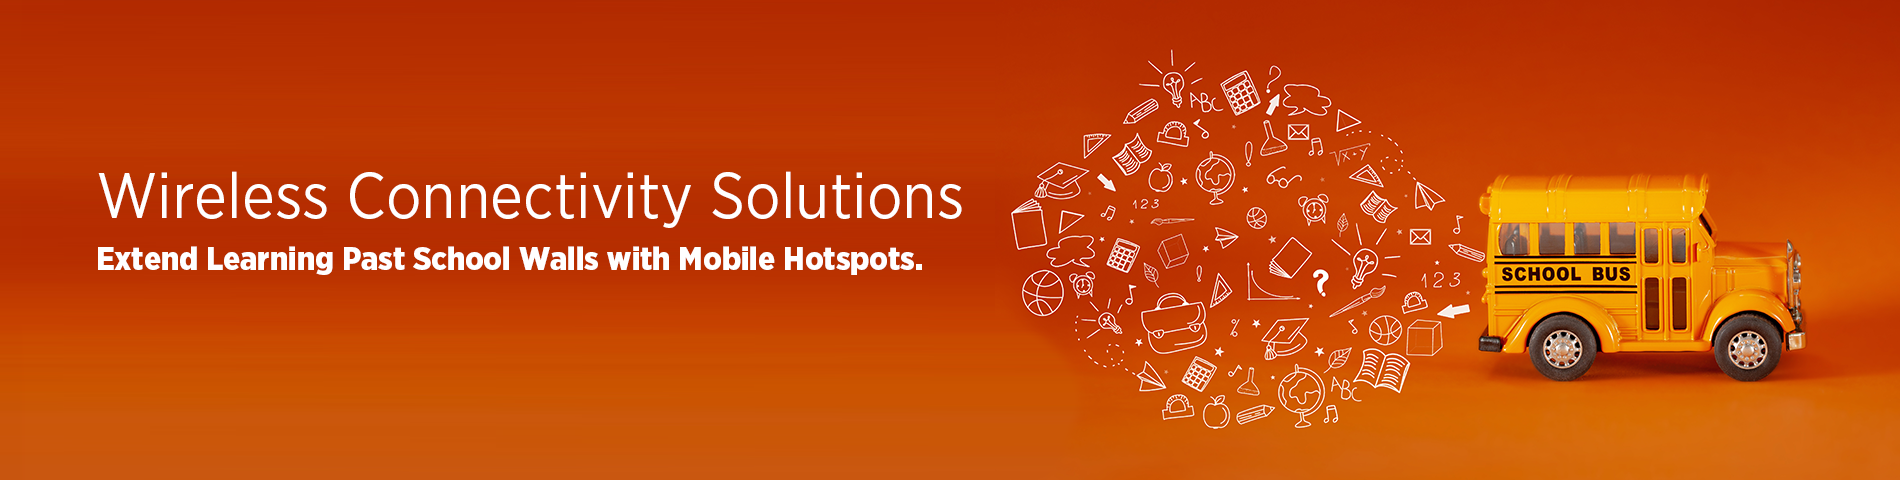 Wireless Connectivity Solutions
Extend Learning Past School Walls with Mobile Hotspots.
ABC
√x+y
123
SCHOOL BUS
123
ABC